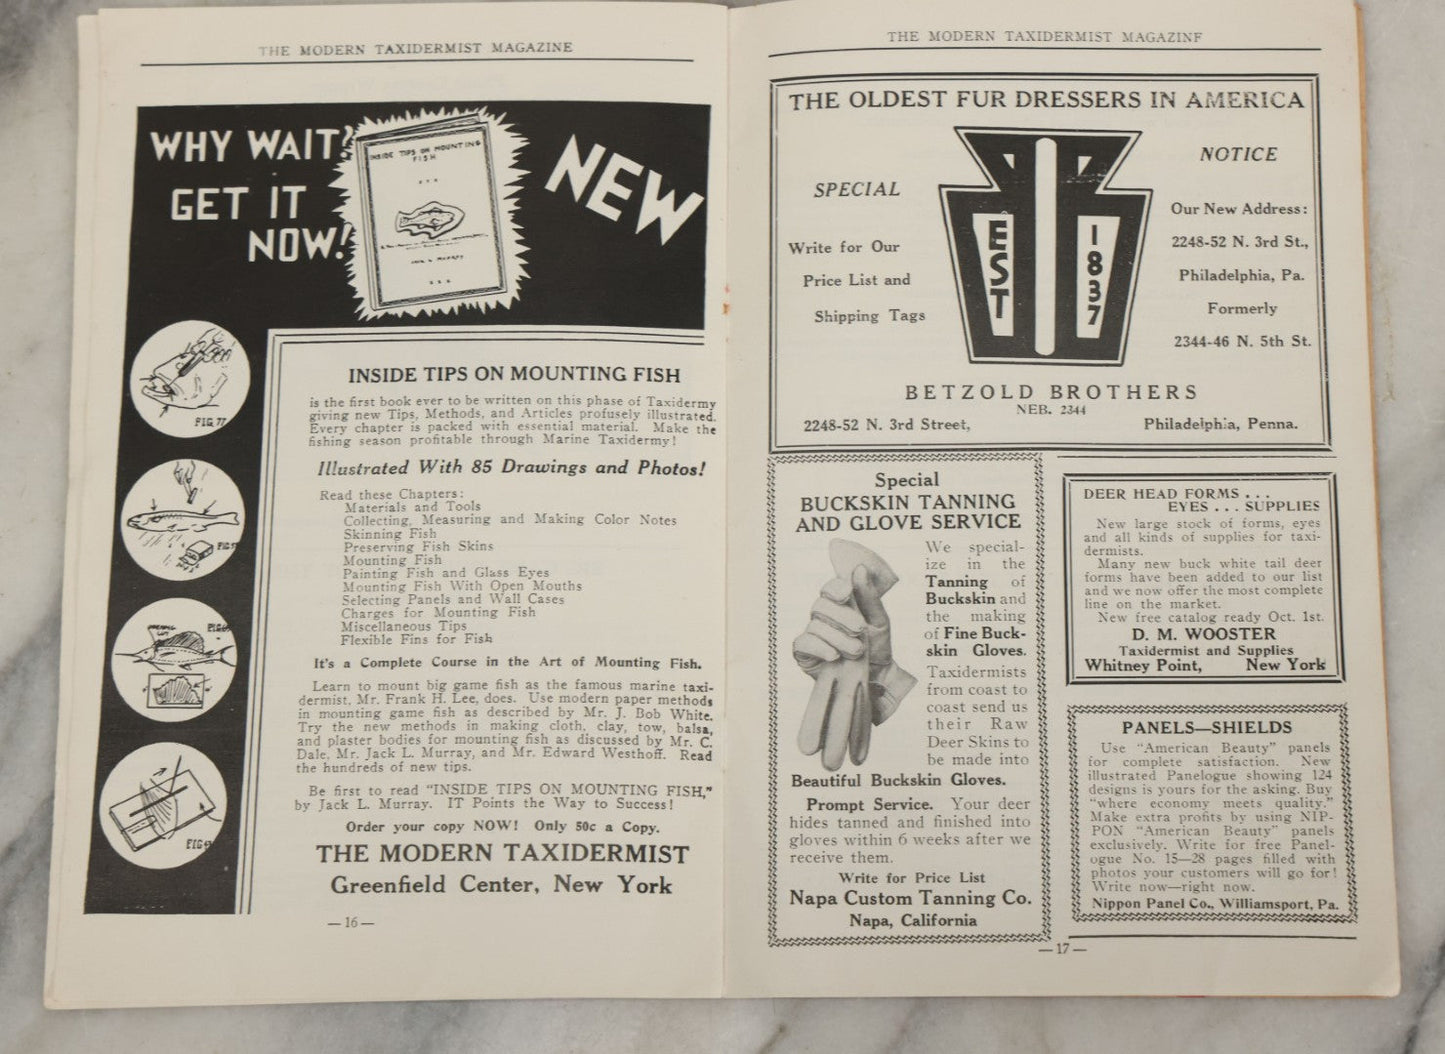 THE MODERN TAXIDERMIST MAGAZINE
WHY WAIT?
GET IT
NOW!
INSIDE TIPS ON MOUNTING
FISH
NEW
FIG. 77
INSIDE TIPS ON MOUNTING FISH
is the first book ever to be written on this phase of Taxidermy
giving new Tips, Methods, and Articles profusely illustrated.
Every chapter is packed with essential material. Make the
fishing season profitable through Marine Taxidermy!
Illustrated With 85 Drawings and Photos!
Read these Chapters:
Materials and Tools
Collecting, Measuring and Making Color Notes
Skinning Fish
Preserving Fish Skins
Mounting Fish
Painting Fish and Glass Eyes
Mounting Fish With Open Mouths
Selecting Panels and Wall Cases
Charges for Mounting Fish
Miscellaneous Tips
Flexible Fins for Fish
It's a Complete Course in the Art of Mounting Fish.
Learn to mount big game fish as the famous marine taxi-
dermist, Mr. Frank H. Lee, does. Use modern paper methods
in mounting game fish as described by Mr. J. Bob White.
Try the new methods in making cloth, clay, tow, balsa,
and plaster bodies for mounting fish as discussed by Mr. C.
Dale, Mr. Jack L. Murray, and Mr. Edward Westhoff. Read
the hundreds of new tips.
Be first to read "INSIDE TIPS ON MOUNTING FISH,"
by Jack L. Murray. IT Points the Way to Success!
Order your copy NOW! Only 50c a Copy.
THE MODERN TAXIDERMIST
Greenfield Center, New York
— 16 —
THE MODERN TAXIDERMIST MAGAZINE
THE OLDEST FUR DRESSERS IN AMERICA
SPECIAL
Write for Our
Price List and
Shipping Tags
EST
1837
NOTICE
Our New Address:
2248-52 N. 3rd St.,
Philadelphia, Pa.
Formerly
2344-46 N. 5th St.
BETZOLD BROTHERS
NEB. 2344
2248-52 N. 3rd Street, Philadelphia, Penna.
Special
BUCKSKIN TANNING
AND GLOVE SERVICE
We special-
ize in the
Tanning of
Buckskin and
the making
of Fine Buck-
skin Gloves.
Taxidermists
from coast to
coast send us
their Raw
Deer Skins to
be made into
Beautiful Buckskin Gloves.
Prompt Service. Your deer
hides tanned and finished into
gloves within 6 weeks after we
receive them.
Write for Price List
Napa Custom Tanning Co.
Napa, California
DEER HEAD FORMS . . .
EYES . . . SUPPLIES
New large stock of forms, eyes
and all kinds of supplies for taxi-
dermists.
Many new buck white tail deer
forms have been added to our list
and we now offer the most complete
line on the market.
New free catalog ready Oct. 1st.
D. M. WOOSTER
Taxidermist and Supplies
Whitney Point, New York
PANELS—SHIELDS
Use "American Beauty" panels
for complete satisfaction. New
illustrated Panelogue showing 124
designs is yours for the asking. Buy
"where economy meets quality."
Make extra profits by using NIP-
PON "American Beauty" panels
exclusively. Write for free Panel-
ogue No. 15—28 pages filled with
photos your customers will go for!
Write now—right now.
Nippon Panel Co., Williamsport, Pa.
— 17 —